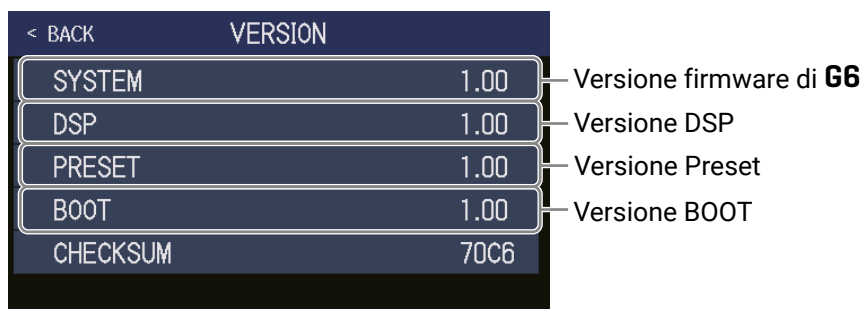 < BACK VERSION
SYSTEM 1.00 Versione firmware di G6
DSP 1.00 Versione DSP
PRESET 1.00 Versione Preset
BOOT 1.00 Versione BOOT
CHECKSUM 70C6